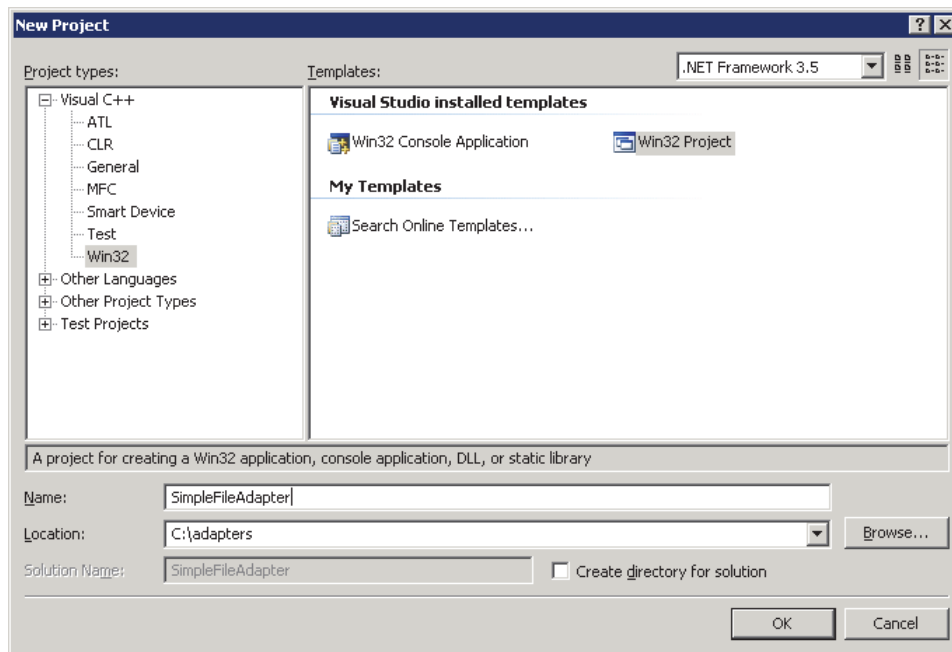 New Project
Project types:
Templates:
.NET Framework 3.5
Visual C++
ATL
CLR
General
MFC
Smart Device
Test
Win32
Other Languages
Other Project Types
Test Projects
Visual Studio installed templates
Win32 Console Application
Win32 Project
My Templates
Search Online Templates...
A project for creating a Win32 application, console application, DLL, or static library
Name:
SimpleFileAdapter
Location:
C:\adapters
Browse...
Solution Name:
SimpleFileAdapter
Create directory for solution
OK
Cancel